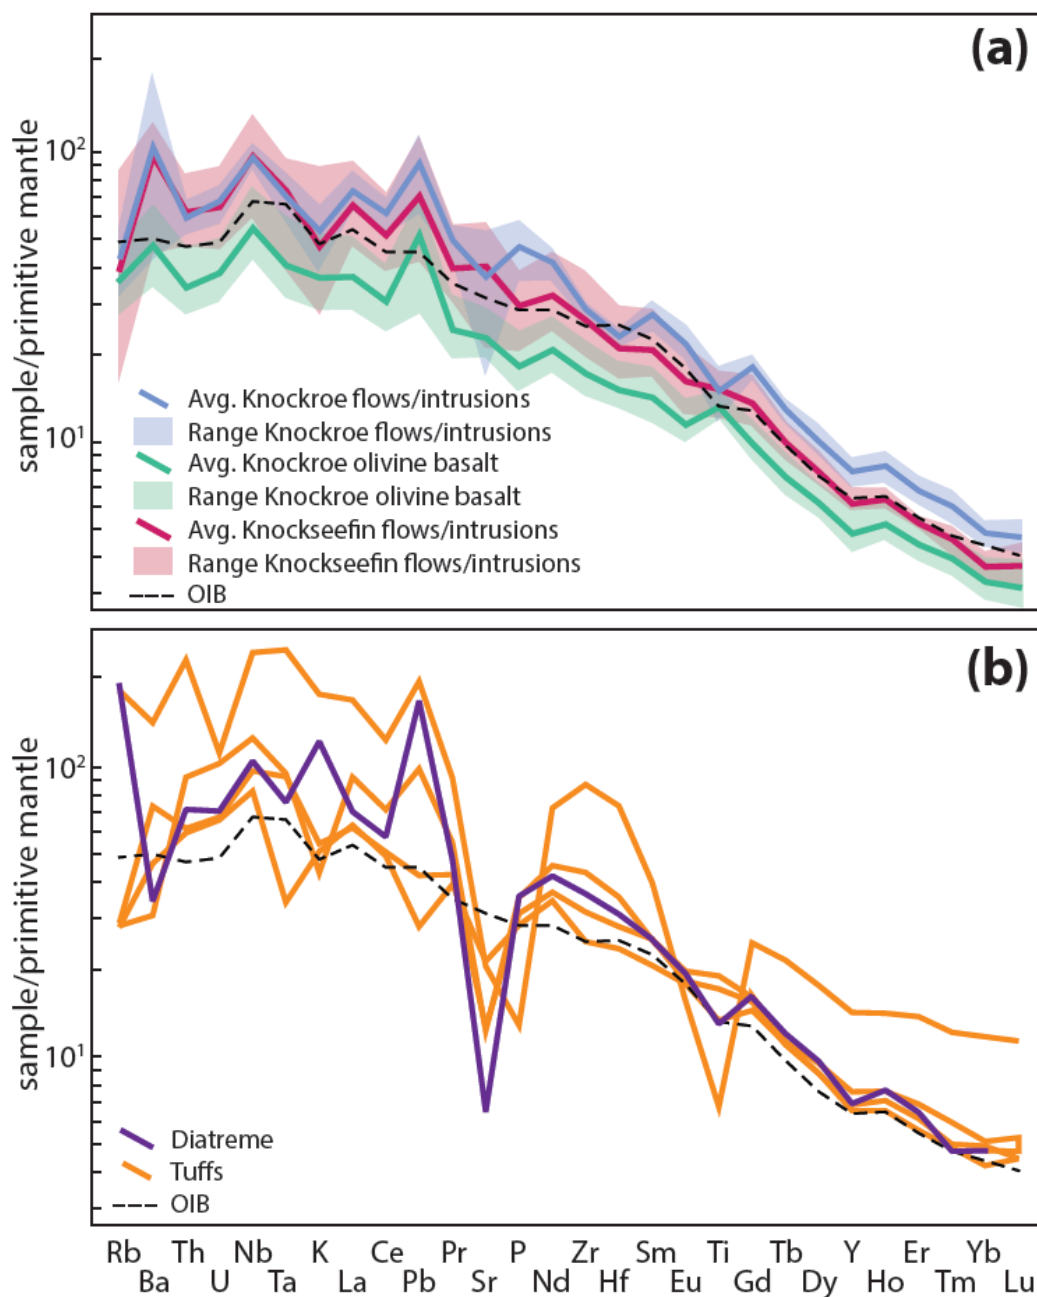 (a)
sample/primitive mantle
10²
10¹
Avg. Knockroe flows/intrusions
Range Knockroe flows/intrusions
Avg. Knockroe olivine basalt
Range Knockroe olivine basalt
Avg. Knockseefin flows/intrusions
Range Knockseefin flows/intrusions
OIB
(b)
sample/primitive mantle
10²
10¹
Diatreme
Tuffs
OIB
Rb Th Nb K Ce Pr P Zr Sm Ti Tb Y Er Yb
Ba U Ta La Pb Sr Nd Hf Eu Gd Dy Ho Tm Lu